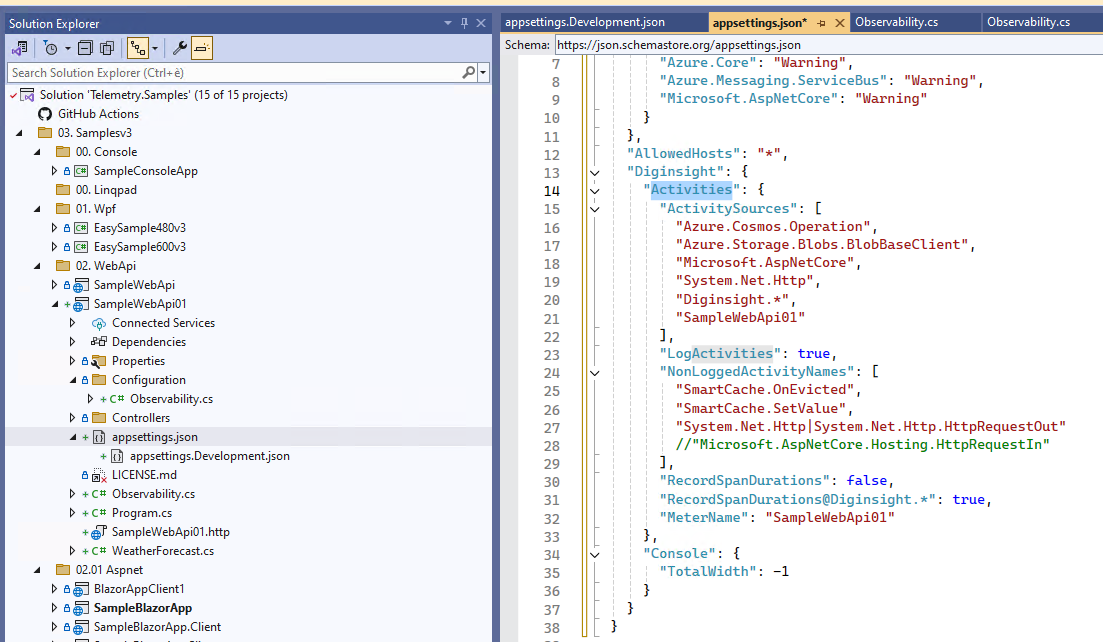 Solution Explorer
Search Solution Explorer (Ctrl+è)
Solution 'Telemetry.Samples' (15 of 15 projects)
GitHub Actions
03. Samplesv3
00. Console
SampleConsoleApp
00. Linqpad
01. Wpf
EasySample480v3
EasySample600v3
02. WebApi
SampleWebApi
SampleWebApi01
Connected Services
Dependencies
Properties
Configuration
C# Observability.cs
Controllers
appsettings.json
appsettings.Development.json
LICENSE.md
C# Observability.cs
C# Program.cs
SampleWebApi01.http
C# WeatherForecast.cs
02.01 Aspnet
BlazorAppClient1
SampleBlazorApp
SampleBlazorApp.Client
appsettings.Development.json appsettings.json* Observability.cs Observability.cs
Schema: https://json.schemastore.org/appsettings.json
7 "Azure.Core": "Warning",
8 "Azure.Messaging.ServiceBus": "Warning",
9 "Microsoft.AspNetCore": "Warning"
10 }
11 },
12 "AllowedHosts": "*",
13 "Diginsight": {
14 "Activities": {
15 "ActivitySources": [
16 "Azure.Cosmos.Operation",
17 "Azure.Storage.Blobs.BlobBaseClient",
18 "Microsoft.AspNetCore",
19 "System.Net.Http",
20 "Diginsight.*",
21 "SampleWebApi01"
22 ],
23 "LogActivities": true,
24 "NonLoggedActivityNames": [
25 "SmartCache.OnEvicted",
26 "SmartCache.SetValue",
27 "System.Net.Http|System.Net.Http.HttpRequestOut"
28 //"Microsoft.AspNetCore.Hosting.HttpRequestIn"
29 ],
30 "RecordSpanDurations": false,
31 "RecordSpanDurations@Diginsight.*": true,
32 "MeterName": "SampleWebApi01"
33 },
34 "Console": {
35 "TotalWidth": -1
36 }
37 }
38 }